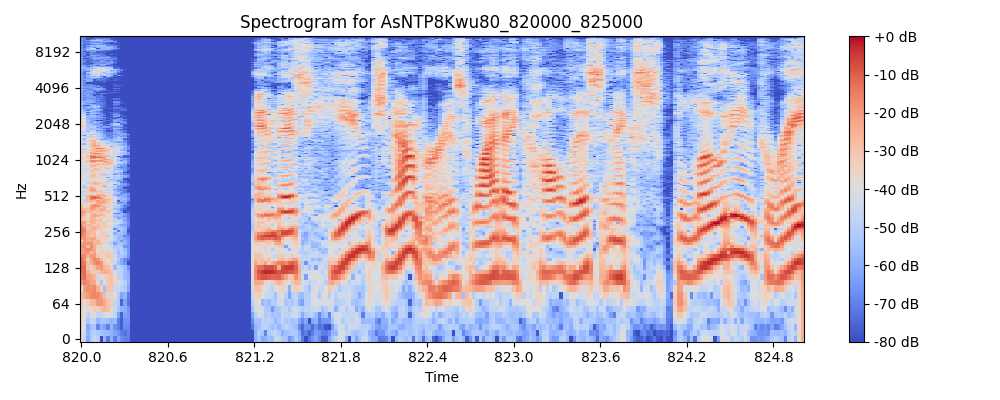 Spectrogram for AsNTP8Kwu80_820000_825000
8192
4096
2048
1024
512
256
128
64
0
Hz
820.0 820.6 821.2 821.8 822.4 823.0 823.6 824.2 824.8
Time
+0 dB
-10 dB
-20 dB
-30 dB
-40 dB
-50 dB
-60 dB
-70 dB
-80 dB